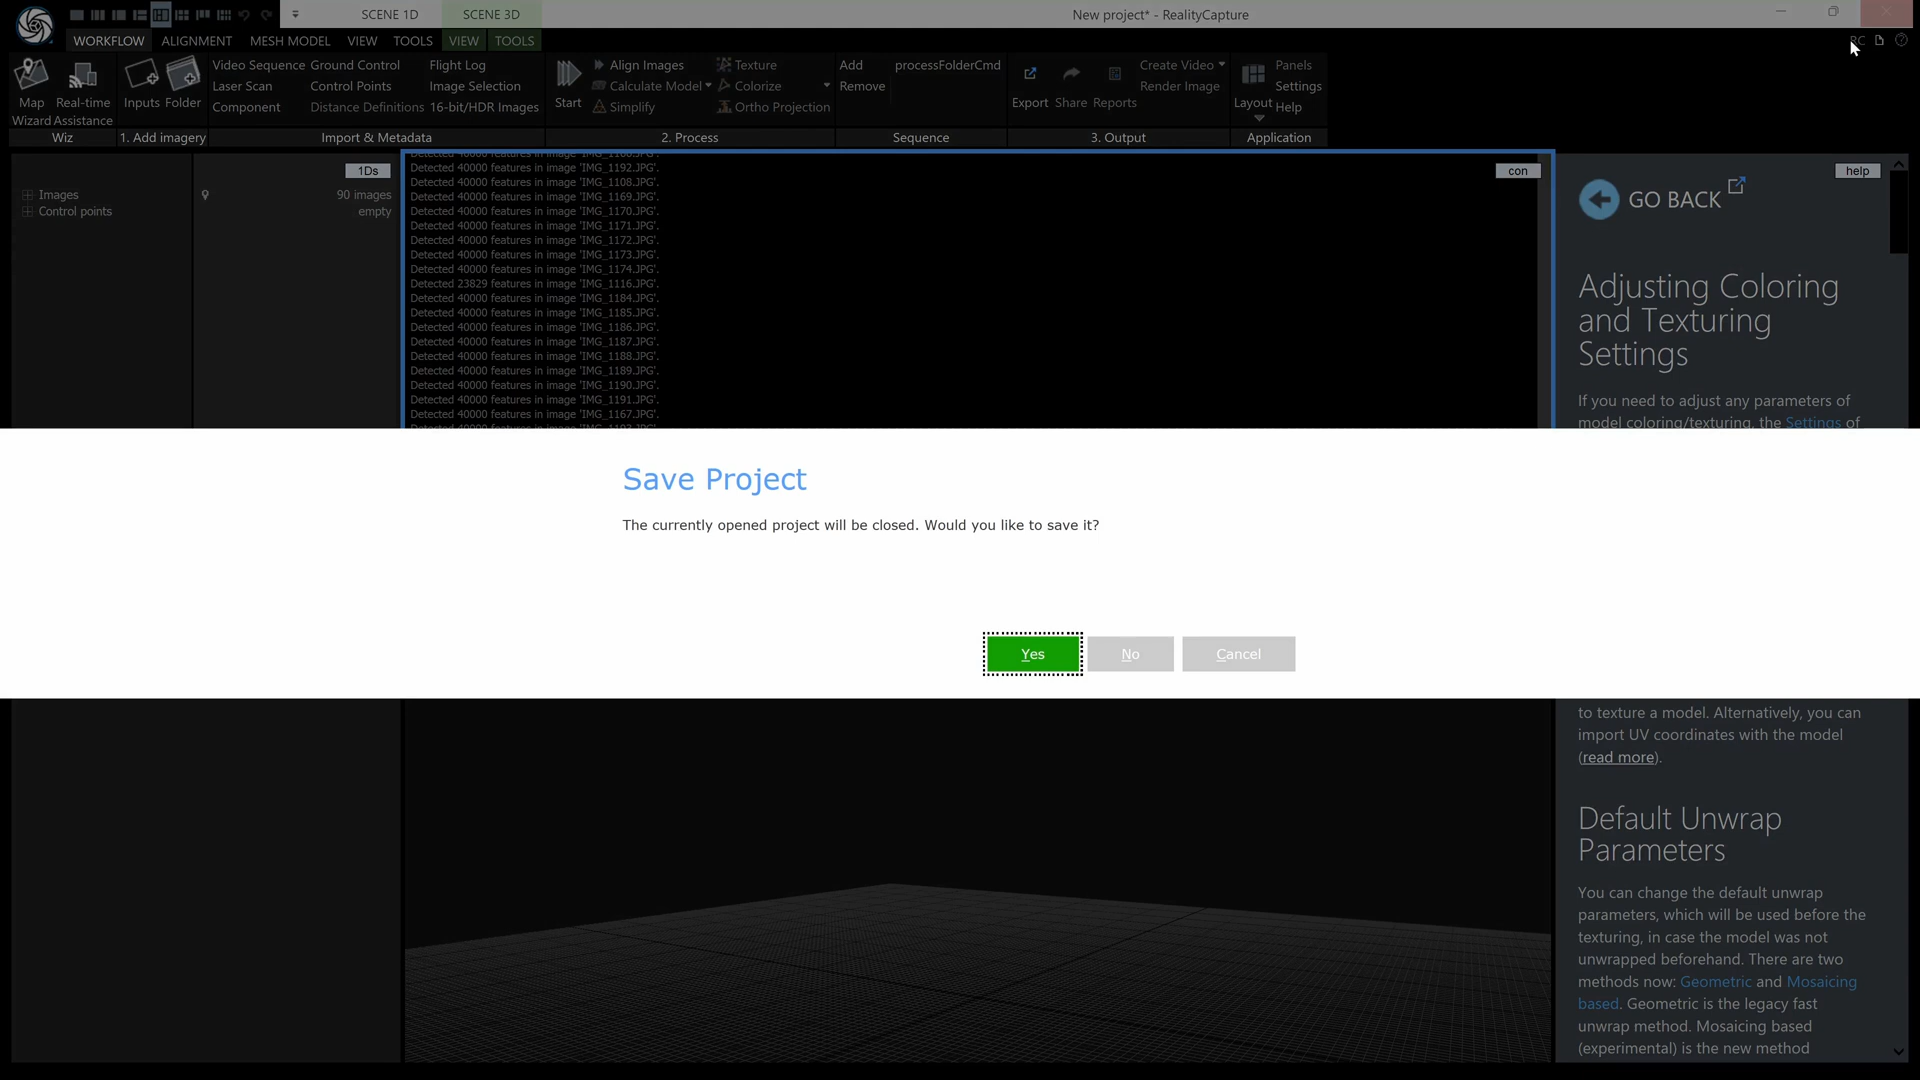 SCENE 1D
SCENE 3D
New project* - RealityCapture
WORKFLOW ALIGNMENT MESH MODEL VIEW TOOLS VIEW TOOLS
RC
Map
Wizard
Real-time
Assistance
Wiz
Inputs
Folder
1. Add imagery
Video Sequence Ground Control Flight Log
Laser Scan Control Points Image Selection
Component Distance Definitions 16-bit/HDR Images
Import & Metadata
Start
Align Images Texture
Calculate Model Colorize
Simplify Ortho Projection
2. Process
Add processFolderCmd
Remove
Sequence
Export Share Reports
Create Video
Render Image
3. Output
Layout
Panels
Settings
Help
Application
1Ds
Images 90 images
Control points empty
con
Detected 40000 features in image 'IMG_1192.JPG'.
Detected 40000 features in image 'IMG_1108.JPG'.
Detected 40000 features in image 'IMG_1169.JPG'.
Detected 40000 features in image 'IMG_1170.JPG'.
Detected 40000 features in image 'IMG_1171.JPG'.
Detected 40000 features in image 'IMG_1172.JPG'.
Detected 40000 features in image 'IMG_1173.JPG'.
Detected 40000 features in image 'IMG_1174.JPG'.
Detected 23829 features in image 'IMG_1116.JPG'.
Detected 40000 features in image 'IMG_1184.JPG'.
Detected 40000 features in image 'IMG_1185.JPG'.
Detected 40000 features in image 'IMG_1186.JPG'.
Detected 40000 features in image 'IMG_1187.JPG'.
Detected 40000 features in image 'IMG_1188.JPG'.
Detected 40000 features in image 'IMG_1189.JPG'.
Detected 40000 features in image 'IMG_1190.JPG'.
Detected 40000 features in image 'IMG_1191.JPG'.
Detected 40000 features in image 'IMG_1167.JPG'.
help
GO BACK
Adjusting Coloring
and Texturing
Settings
If you need to adjust any parameters of
model coloring/texturing, the Settings of
Save Project
The currently opened project will be closed. Would you like to save it?
Yes No Cancel
to texture a model. Alternatively, you can
import UV coordinates with the model
(read more).
Default Unwrap
Parameters
You can change the default unwrap
parameters, which will be used before the
texturing, in case the model was not
unwrapped beforehand. There are two
methods now: Geometric and Mosaicing
based. Geometric is the legacy fast
unwrap method. Mosaicing based
(experimental) is the new method